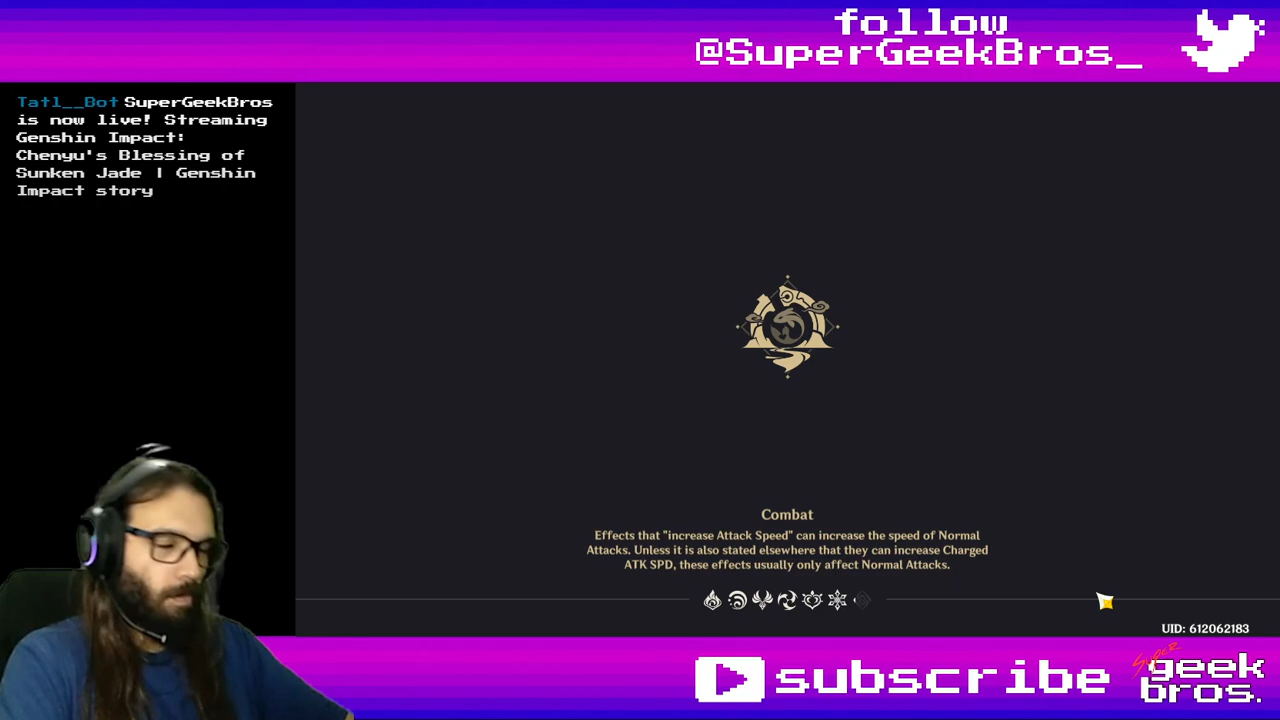 follow
@SuperGeekBros_
Tatl__Bot SuperGeekBros
is now live! Streaming
Genshin Impact:
Chenyu's Blessing of
Sunken Jade | Genshin
Impact story
Combat
Effects that "increase Attack Speed" can increase the speed of Normal
Attacks. Unless it is also stated elsewhere that they can increase Charged
ATK SPD, these effects usually only affect Normal Attacks.
UID: 612062183
subscribe
SUPER
geek
bros.